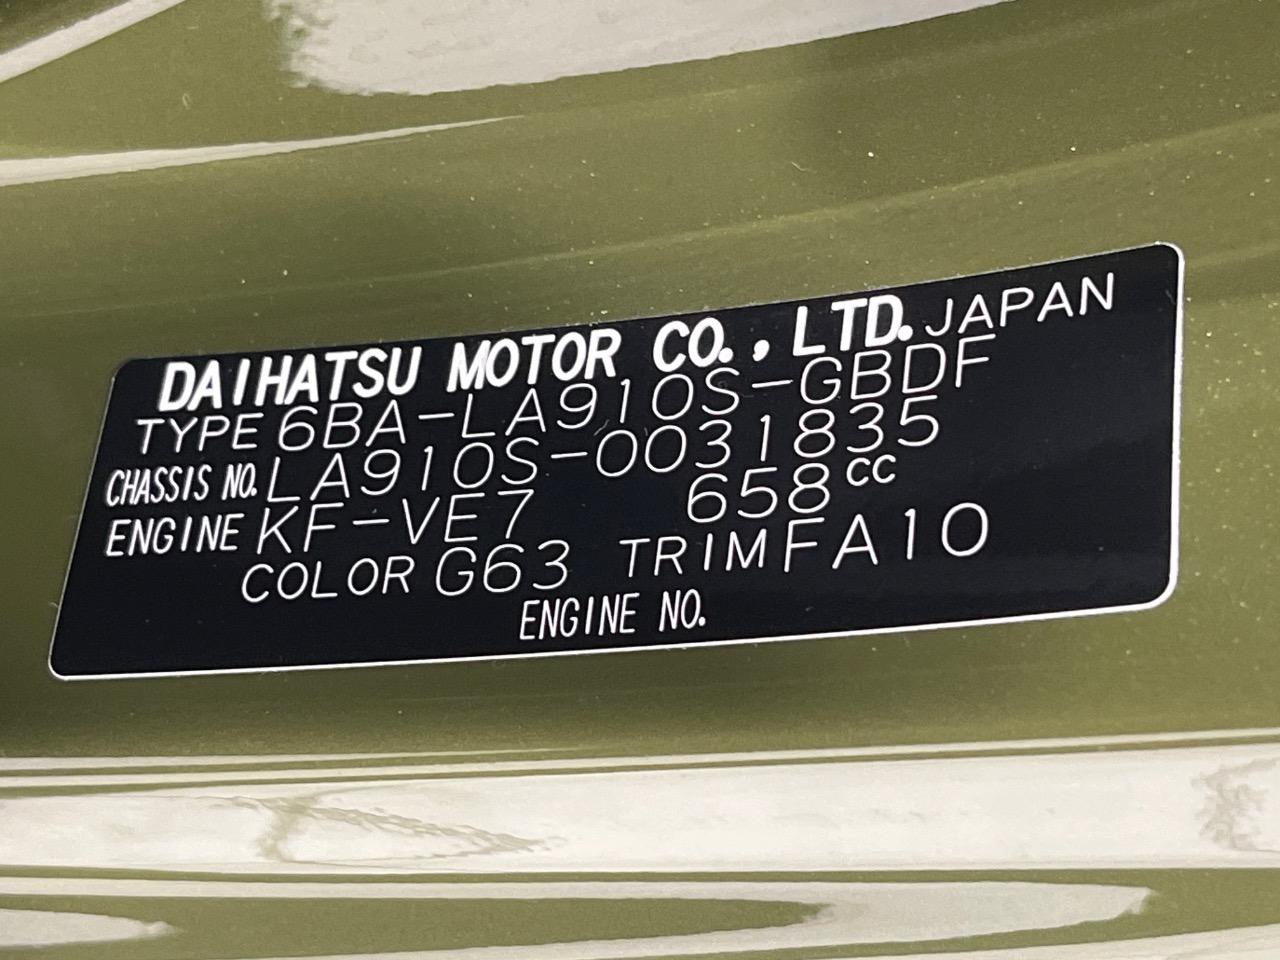 DAIHATSU MOTOR CO., LTD. JAPAN
TYPE 6BA-LA910S-GBDF
CHASSIS NO. LA910S-0031835
ENGINE KF-VE7 658cc
COLOR G63 TRIM FA10
ENGINE NO.